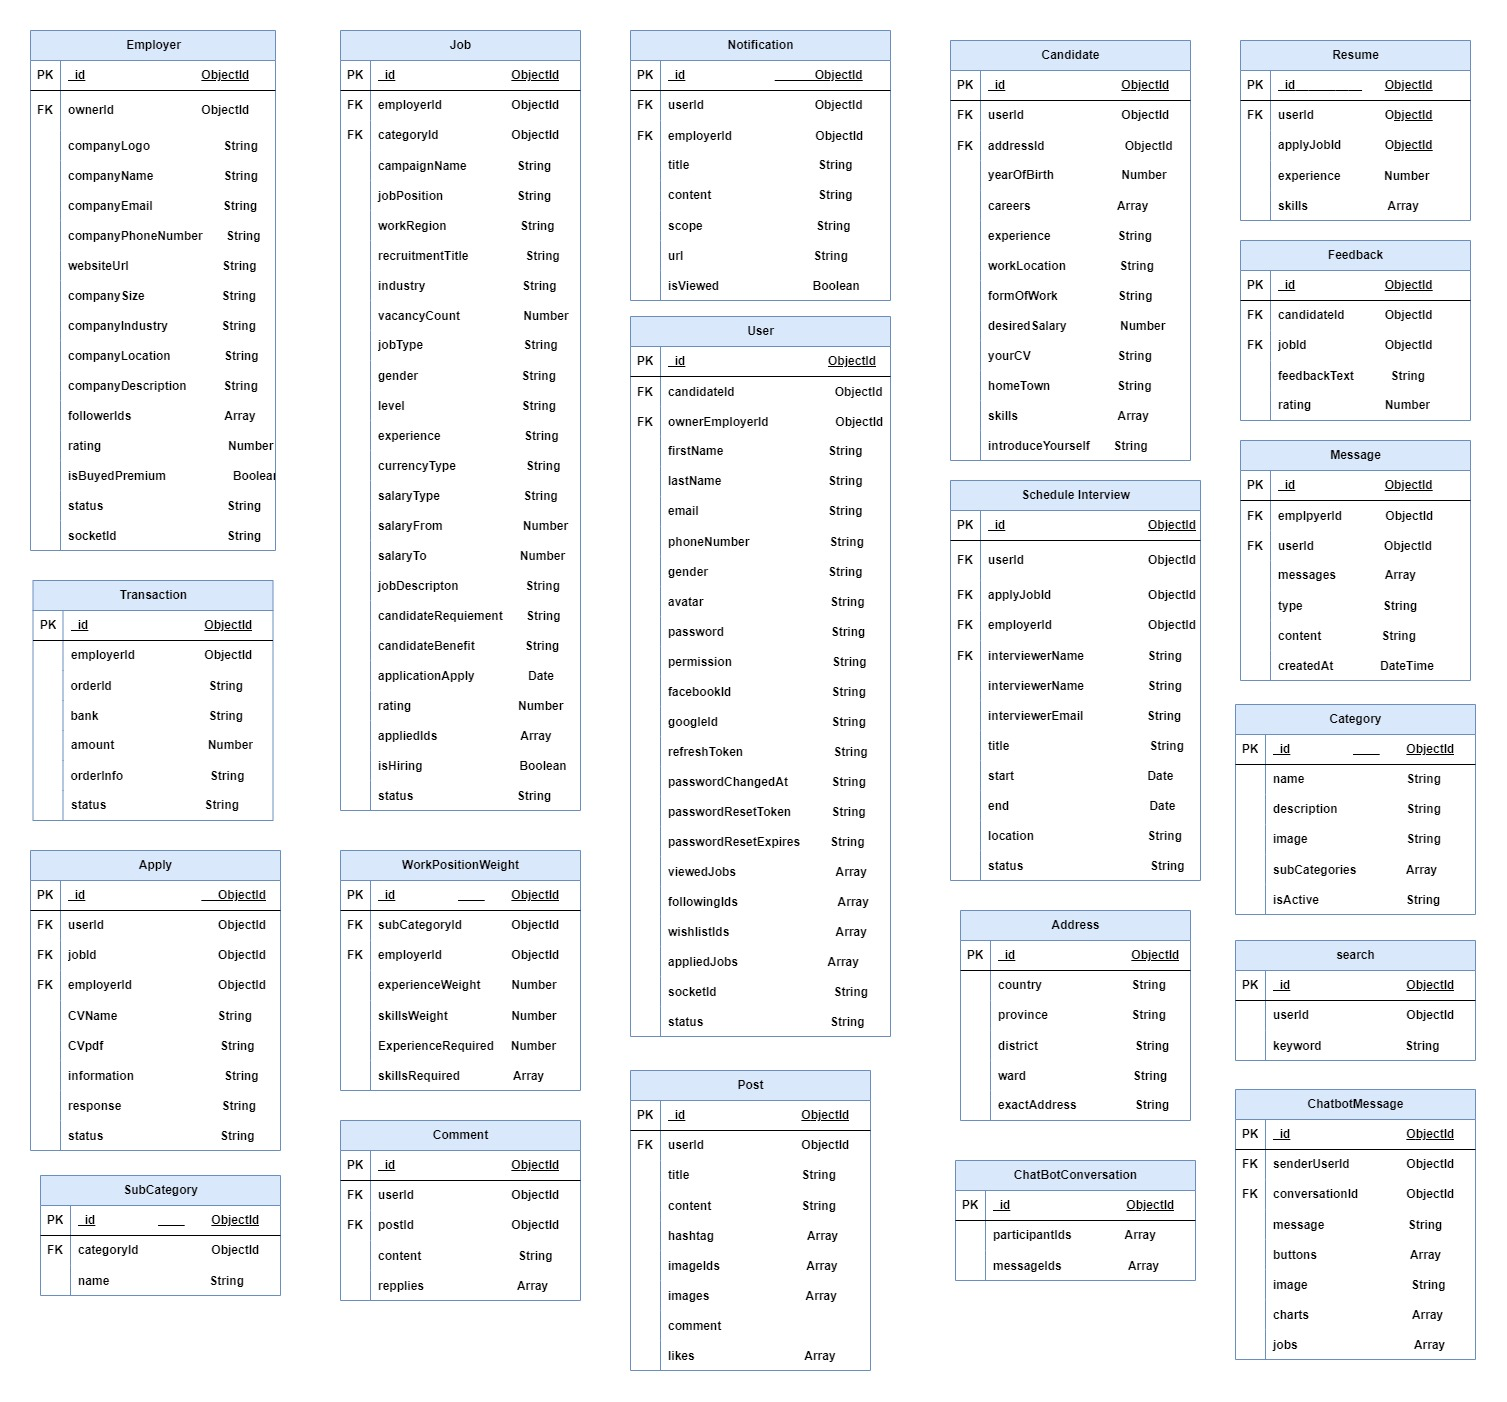 Employer
PK _id ObjectId
FK ownerId ObjectId
companyLogo String
companyName String
companyEmail String
companyPhoneNumber String
websiteUrl String
companySize String
companyIndustry String
companyLocation String
companyDescription String
followerIds Array
rating Number
isBuyedPremium Boolean
status String
socketId String
Transaction
PK _id ObjectId
employerId ObjectId
orderId String
bank String
amount Number
orderInfo String
status String
Apply
PK _id ObjectId
FK userId ObjectId
FK jobId ObjectId
FK employerId ObjectId
CVName String
CVpdf String
information String
response String
status String
SubCategory
PK _id ObjectId
FK categoryId ObjectId
name String
Job
PK _id ObjectId
FK employerId ObjectId
FK categoryId ObjectId
campaignName String
jobPosition String
workRegion String
recruitmentTitle String
industry String
vacancyCount Number
jobType String
gender String
level String
experience String
currencyType String
salaryType String
salaryFrom Number
salaryTo Number
jobDescripton String
candidateRequiement String
candidateBenefit String
applicationApply Date
rating Number
appliedIds Array
isHiring Boolean
status String
WorkPositionWeight
PK _id ObjectId
FK subCategoryId ObjectId
FK employerId ObjectId
experienceWeight Number
skillsWeight Number
ExperienceRequired Number
skillsRequired Array
Comment
PK _id ObjectId
FK userId ObjectId
FK postId ObjectId
content String
repplies Array
Notification
PK _id ObjectId
FK userId ObjectId
FK employerId ObjectId
title String
content String
scope String
url String
isViewed Boolean
User
PK _id ObjectId
FK candidateId ObjectId
FK ownerEmployerId ObjectId
firstName String
lastName String
email String
phoneNumber String
gender String
avatar String
password String
permission String
facebookId String
googleId String
refreshToken String
passwordChangedAt String
passwordResetToken String
passwordResetExpires String
viewedJobs Array
followingIds Array
wishlistIds Array
appliedJobs Array
socketId String
status String
Post
PK _id ObjectId
FK userId ObjectId
title String
content String
hashtag Array
imageIds Array
images Array
comment
likes Array
Candidate
PK _id ObjectId
FK userId ObjectId
FK addressId ObjectId
yearOfBirth Number
careers Array
experience String
workLocation String
formOfWork String
desiredSalary Number
yourCV String
homeTown String
skills Array
introduceYourself String
Schedule Interview
PK _id ObjectId
FK userId ObjectId
FK applyJobId ObjectId
FK employerId ObjectId
FK interviewerName String
interviewerName String
interviewerEmail String
title String
start Date
end Date
location String
status String
Address
PK _id ObjectId
country String
province String
district String
ward String
exactAddress String
ChatBotConversation
PK _id ObjectId
participantIds Array
messageIds Array
Resume
PK _id ObjectId
FK userId ObjectId
applyJobId ObjectId
experience Number
skills Array
Feedback
PK _id ObjectId
FK candidateId ObjectId
FK jobId ObjectId
feedbackText String
rating Number
Message
PK _id ObjectId
FK emplpyerId ObjectId
FK userId ObjectId
messages Array
type String
content String
createdAt DateTime
Category
PK _id ObjectId
name String
description String
image String
subCategories Array
isActive String
search
PK _id ObjectId
userId ObjectId
keyword String
ChatbotMessage
PK _id ObjectId
FK senderUserId ObjectId
FK conversationId ObjectId
message String
buttons Array
image String
charts Array
jobs Array